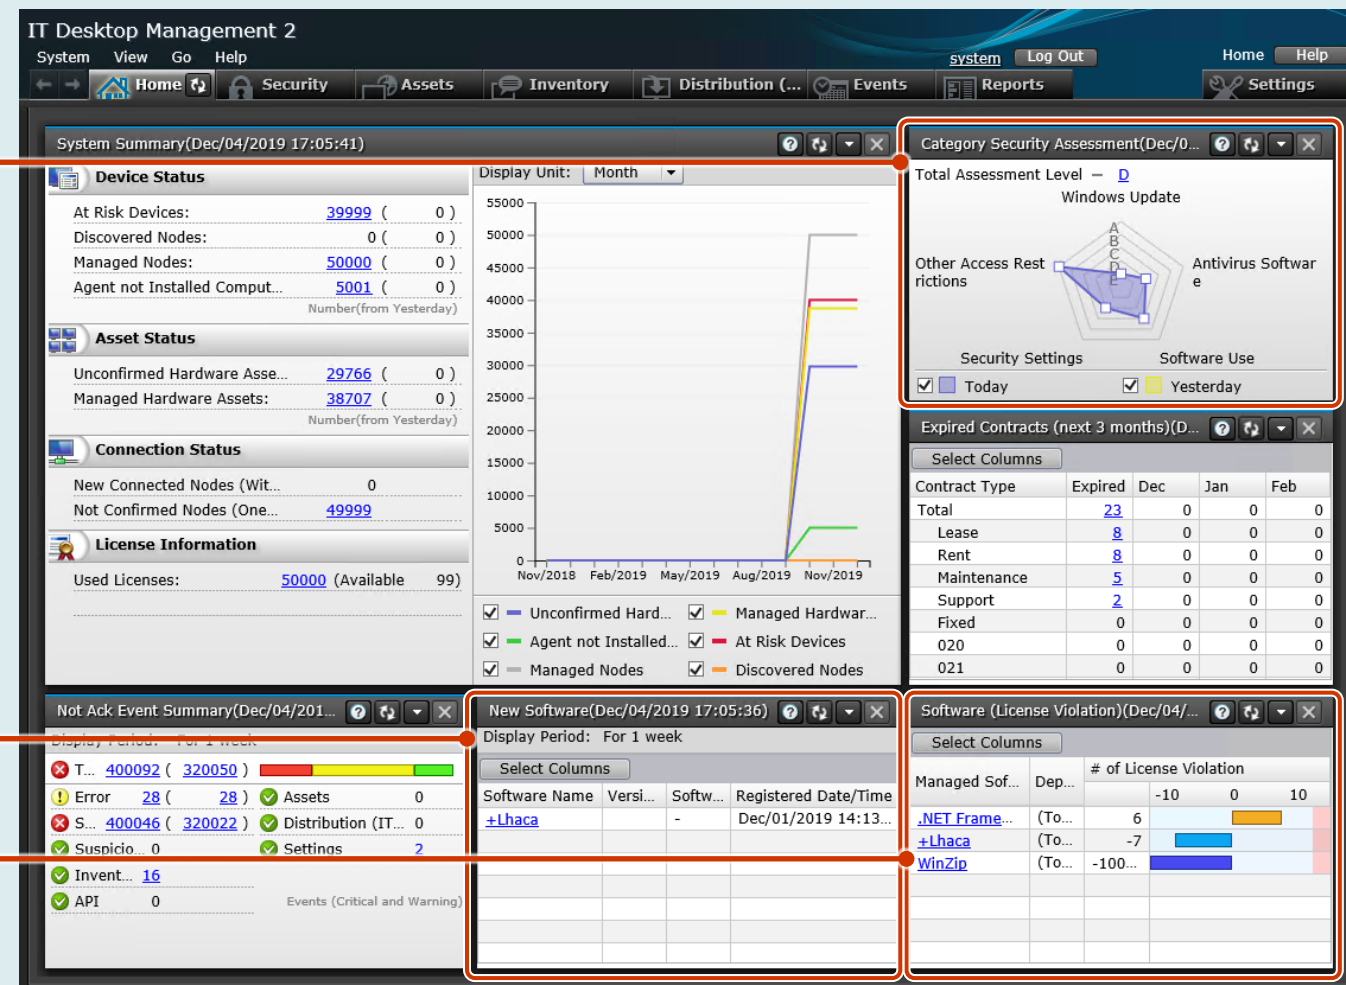 IT Desktop Management 2
System View Go Help
system Log Out Home Help
Home Security Assets Inventory Distribution (... Events Reports Settings
System Summary(Dec/04/2019 17:05:41)
Device Status
At Risk Devices: 39999 ( 0 )
Discovered Nodes: 0 ( 0 )
Managed Nodes: 50000 ( 0 )
Agent not Installed Comput... 5001 ( 0 )
Number(from Yesterday)
Asset Status
Unconfirmed Hardware Asse... 29766 ( 0 )
Managed Hardware Assets: 38707 ( 0 )
Number(from Yesterday)
Connection Status
New Connected Nodes (Wit... 0
Not Confirmed Nodes (One... 49999
License Information
Used Licenses: 50000 (Available 99)
Display Unit: Month
55000
50000
45000
40000
35000
30000
25000
20000
15000
10000
5000
0
Nov/2018 Feb/2019 May/2019 Aug/2019 Nov/2019
Unconfirmed Hard... Managed Hardwar...
Agent not Installed... At Risk Devices
Managed Nodes Discovered Nodes
Category Security Assessment(Dec/0...
Total Assessment Level — D
Windows Update
A
B
C
D
E
Other Access Rest
rictions
Antivirus Softwar
e
Security Settings Software Use
Today Yesterday
Expired Contracts (next 3 months)(D...
Select Columns
Contract Type Expired Dec Jan Feb
Total 23 0 0 0
Lease 8 0 0 0
Rent 8 0 0 0
Maintenance 5 0 0 0
Support 2 0 0 0
Fixed 0 0 0 0
020 0 0 0 0
021 0 0 0 0
Not Ack Event Summary(Dec/04/201...
Display Period: For 1 week
T... 400092 ( 320050 )
Error 28 ( 28 ) Assets 0
S... 400046 ( 320022 ) Distribution (IT... 0
Suspicio... 0 Settings 2
Invent... 16
API 0 Events (Critical and Warning)
New Software(Dec/04/2019 17:05:36)
Display Period: For 1 week
Select Columns
Software Name Versi... Softw... Registered Date/Time
+Lhaca - Dec/01/2019 14:13...
Software (License Violation)(Dec/04/...
Select Columns
Managed Sof... Dep... # of License Violation
-10 0 10
.NET Frame... (To... 6
+Lhaca (To... -7
WinZip (To... -100...